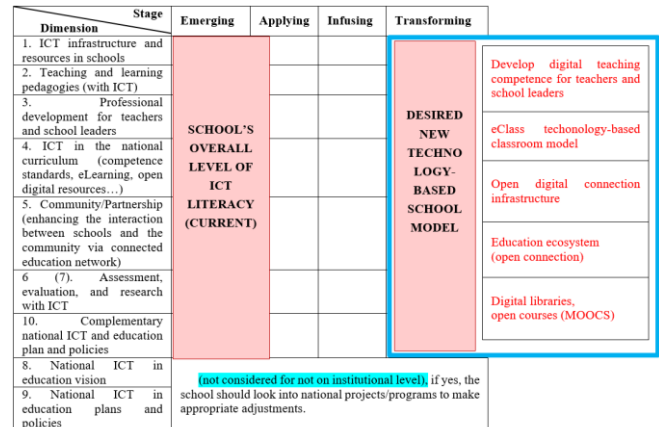 Stage
Dimension
Emerging
Applying
Infusing
Transforming
1. ICT infrastructure and
resources in schools
2. Teaching and learning
pedagogies (with ICT)
3. Professional
development for teachers
and school leaders
4. ICT in the national
curriculum (competence
standards, eLearning, open
digital resources…)
5. Community/Partnership
(enhancing the interaction
between schools and the
community via connected
education network)
6 (7). Assessment,
evaluation, and research
with ICT
10. Complementary
national ICT and education
plan and policies
8. National ICT in
education vision
9. National ICT in
education plans and
policies
SCHOOL'S
OVERALL
LEVEL OF
ICT
LITERACY
(CURRENT)
DESIRED
NEW
TECHNO
LOGY-
BASED
SCHOOL
MODEL
Develop digital teaching
competence for teachers and
school leaders
eClass techonology-based
classroom model
Open digital connection
infrastructure
Education ecosystem
(open connection)
Digital libraries,
open courses (MOOCS)
(not considered for not on institutional level), if yes, the
school should look into national projects/programs to make
appropriate adjustments.